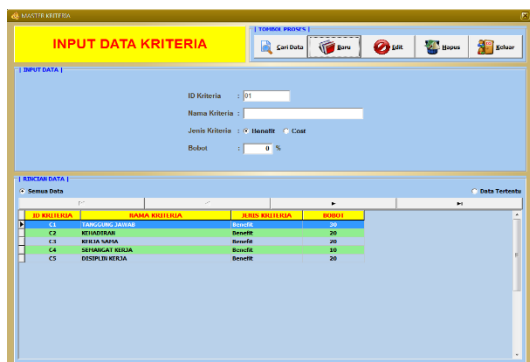 MASTER KRITERIA
INPUT DATA KRITERIA
[ TOMBOL PROSES ]
Cari Data
Baru
Edit
Hapus
Keluar
[ INPUT DATA ]
ID Kriteria : 01
Nama Kriteria :
Jenis Kriteria : Benefit Cost
Bobot : 0 %
[ RINCIAN DATA ]
Semua Data
Data Tertentu
ID KRITERIA NAMA KRITERIA JENIS KRITERIA BOBOT
C1 TANGGUNG JAWAB Benefit 30
C2 KEHADIRAN Benefit 20
C3 KERJA SAMA Benefit 20
C4 SEMANGAT KERJA Benefit 10
C5 DISIPLIN KERJA Benefit 20